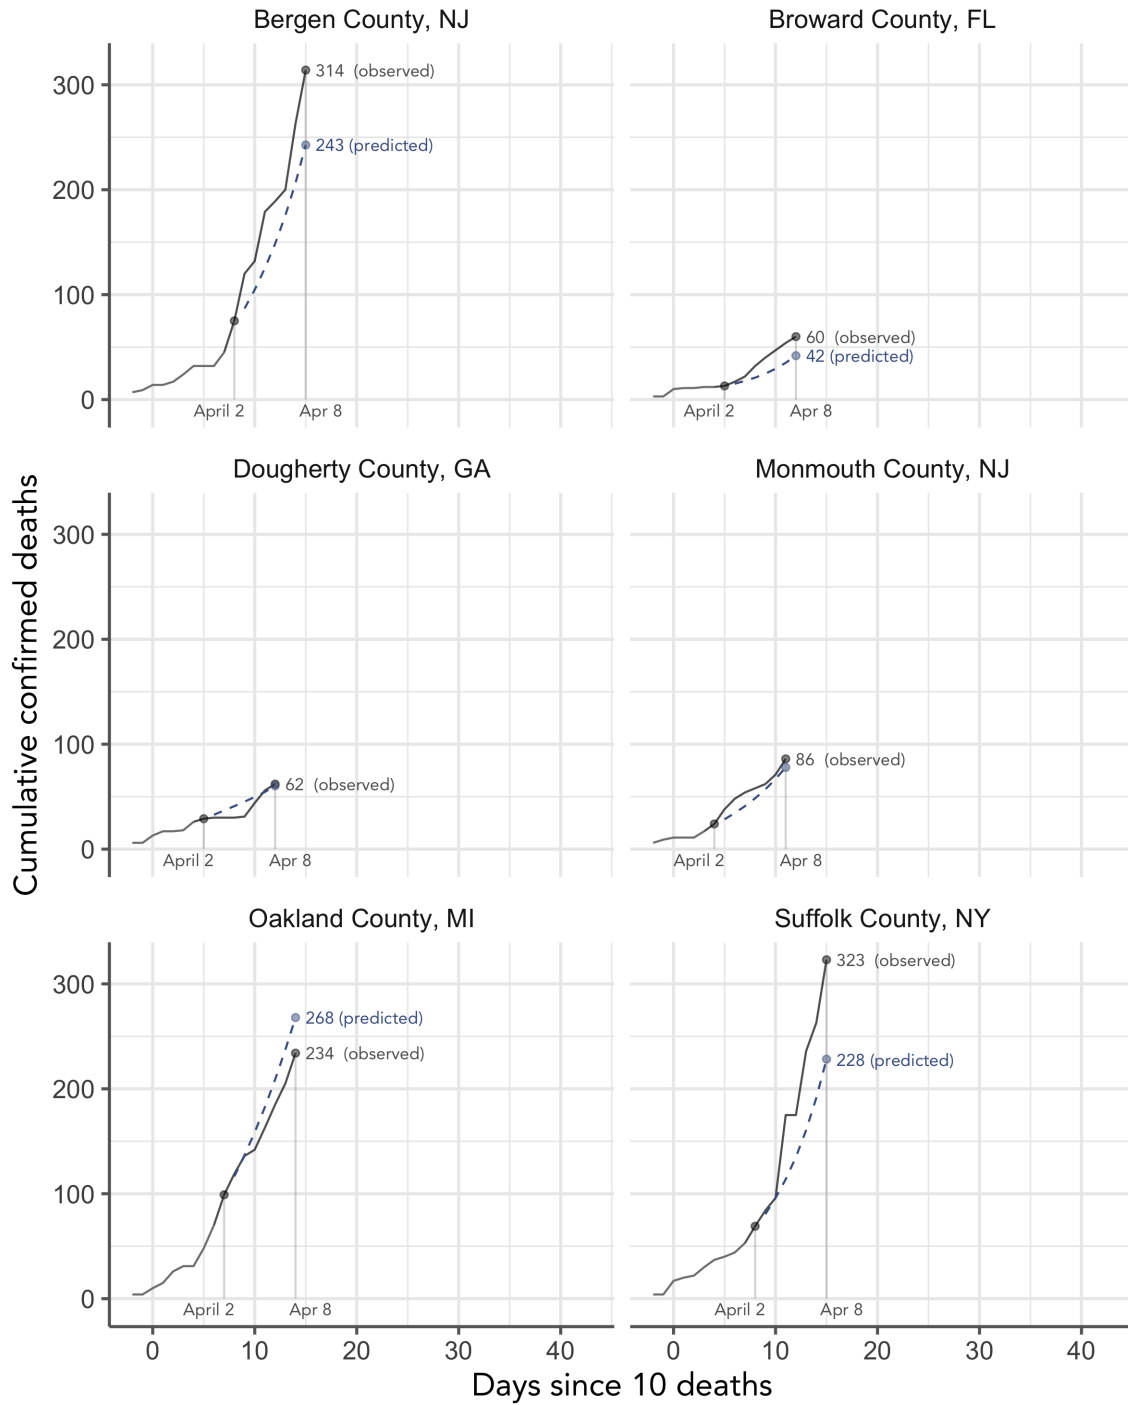 Bergen County, NJ
Broward County, FL
300
200
100
0
314 (observed)
243 (predicted)
April 2
Apr 8
60 (observed)
42 (predicted)
April 2
Apr 8
Cumulative confirmed deaths
Dougherty County, GA
Monmouth County, NJ
300
200
100
0
62 (observed)
April 2
Apr 8
86 (observed)
April 2
Apr 8
Oakland County, MI
Suffolk County, NY
300
200
100
0
268 (predicted)
234 (observed)
April 2
Apr 8
323 (observed)
228 (predicted)
April 2
Apr 8
0 10 20 30 40
0 10 20 30 40
Days since 10 deaths